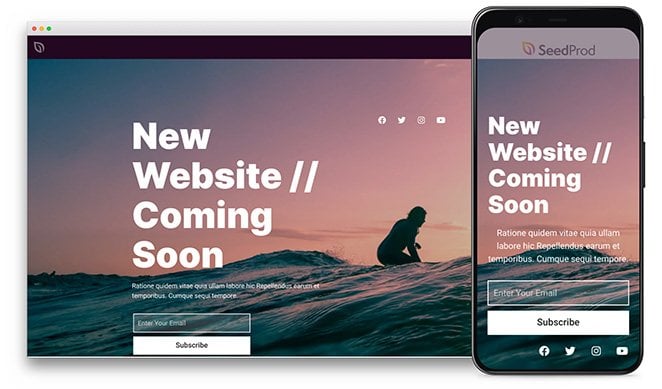 New
Website //
Coming
Soon
Ratione quidem vitae quia ullam labore hic Repellendus earum et
temporibus. Cumque sequi tempore.
Enter Your Email
Subscribe
SeedProd
New
Website //
Coming
Soon
Ratione quidem vitae quia ullam
labore hic Repellendus earum et
temporibus. Cumque sequi tempore
Enter Your Email
Subscribe